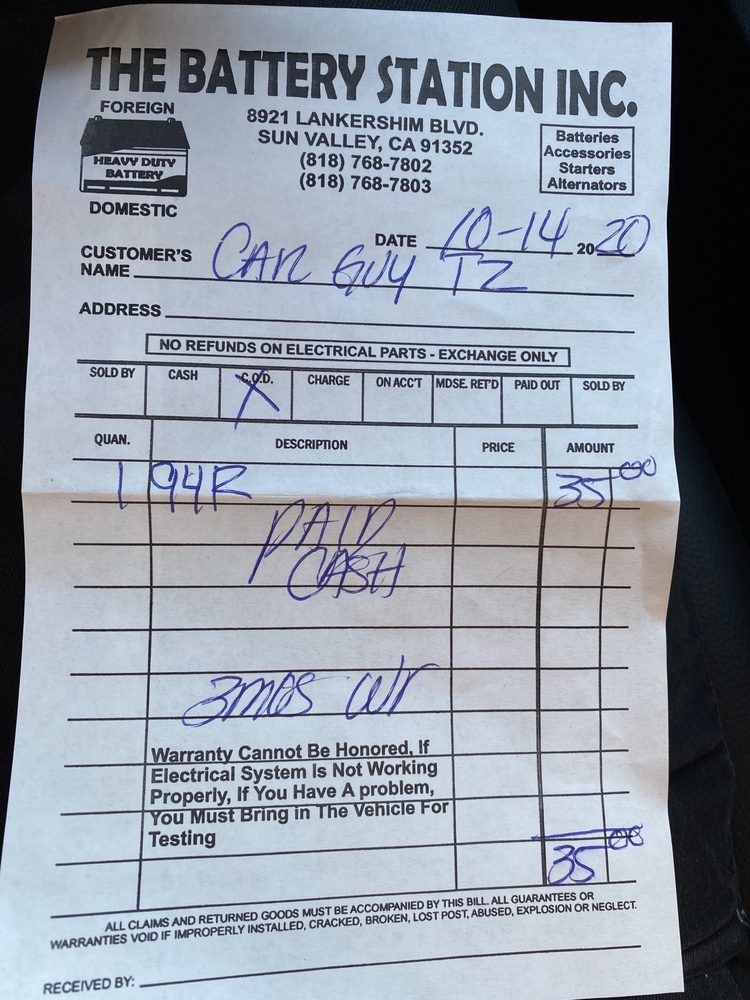 THE BATTERY STATION INC.
FOREIGN
HEAVY DUTY
BATTERY
DOMESTIC
8921 LANKERSHIM BLVD.
SUN VALLEY, CA 91352
(818) 768-7802
(818) 768-7803
Batteries
Accessories
Starters
Alternators
DATE 10-14 2020
CUSTOMER'S
NAME CAR GUY TZ
ADDRESS
NO REFUNDS ON ELECTRICAL PARTS - EXCHANGE ONLY
SOLD BY CASH C.O.D. CHARGE ON ACC'T MDSE. RET'D PAID OUT SOLD BY
X
QUAN. DESCRIPTION PRICE AMOUNT
1 94R 35 00
PAID
CASH
3mos wr
Warranty Cannot Be Honored, If
Electrical System Is Not Working
Properly, If You Have A problem,
You Must Bring in The Vehicle For
Testing
35 00
ALL CLAIMS AND RETURNED GOODS MUST BE ACCOMPANIED BY THIS BILL. ALL GUARANTEES OR
WARRANTIES VOID IF IMPROPERLY INSTALLED, CRACKED, BROKEN, LOST POST, ABUSED, EXPLOSION OR NEGLECT.
RECEIVED BY: